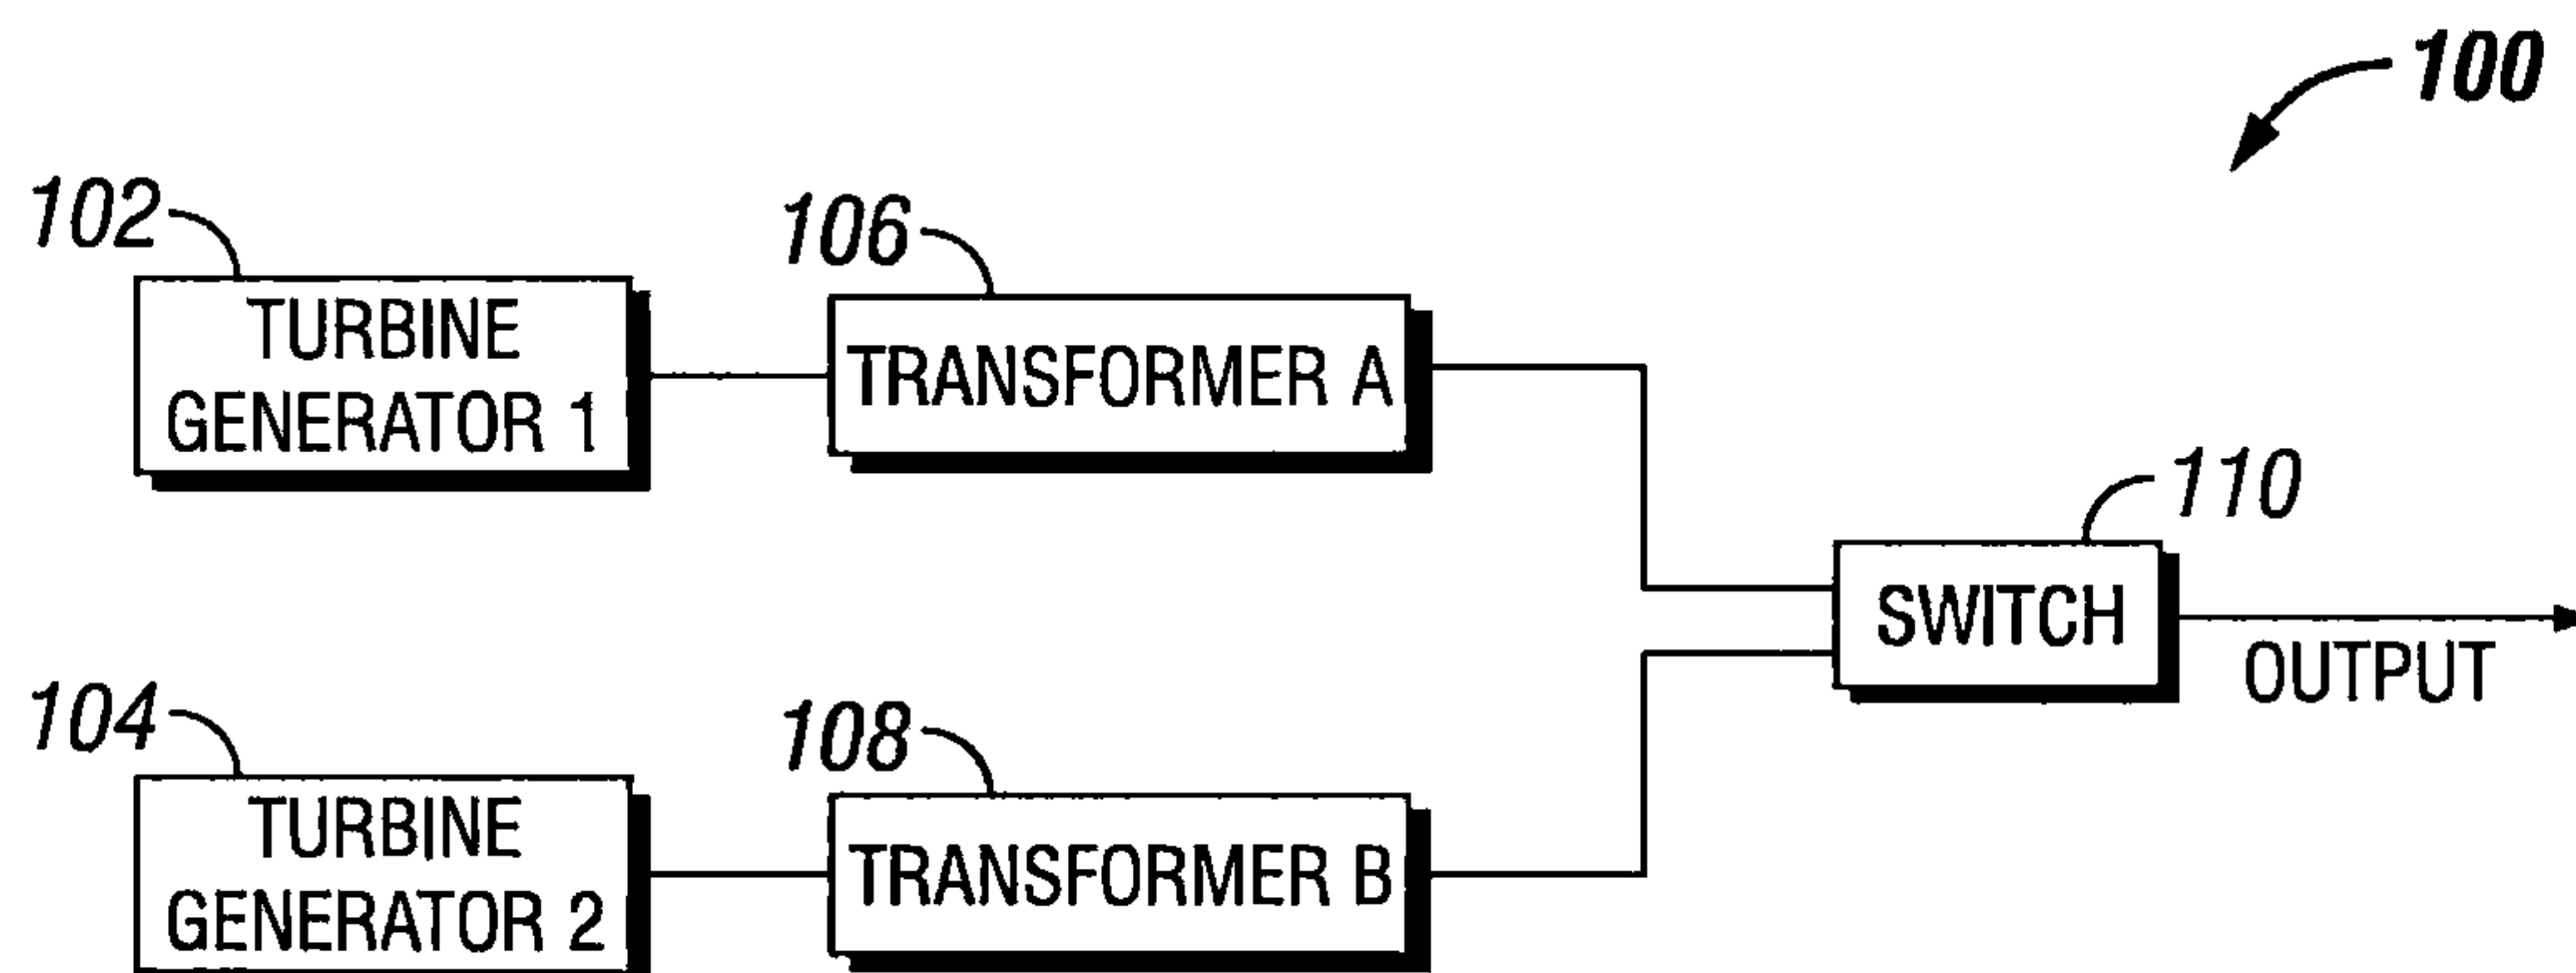 100
102
106
TURBINE
GENERATOR 1
TRANSFORMER A
110
SWITCH
OUTPUT
104
108
TURBINE
GENERATOR 2
TRANSFORMER B